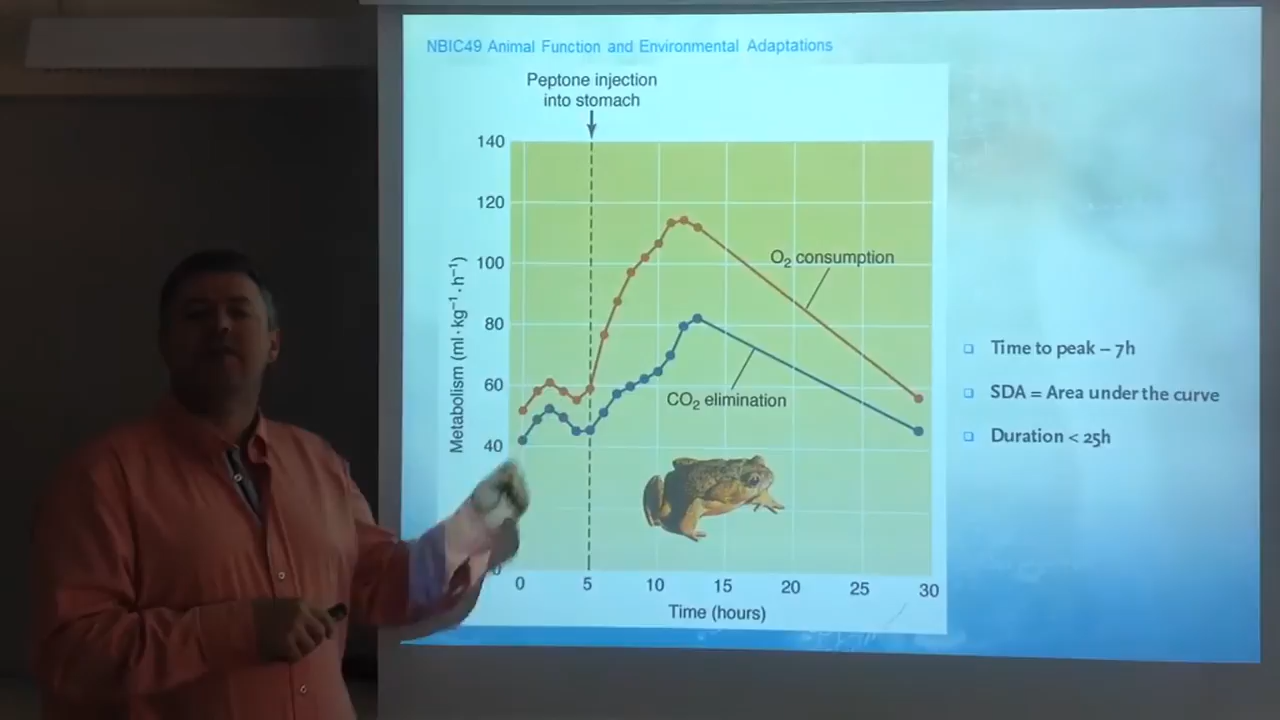 NBIC49 Animal Function and Environmental Adaptations
Peptone injection
into stomach
140
120
100
80
60
40
0
Metabolism (ml·kg⁻¹·h⁻¹)
O₂ consumption
CO₂ elimination
0 5 10 15 20 25 30
Time (hours)
Time to peak – 7h
SDA = Area under the curve
Duration < 25h